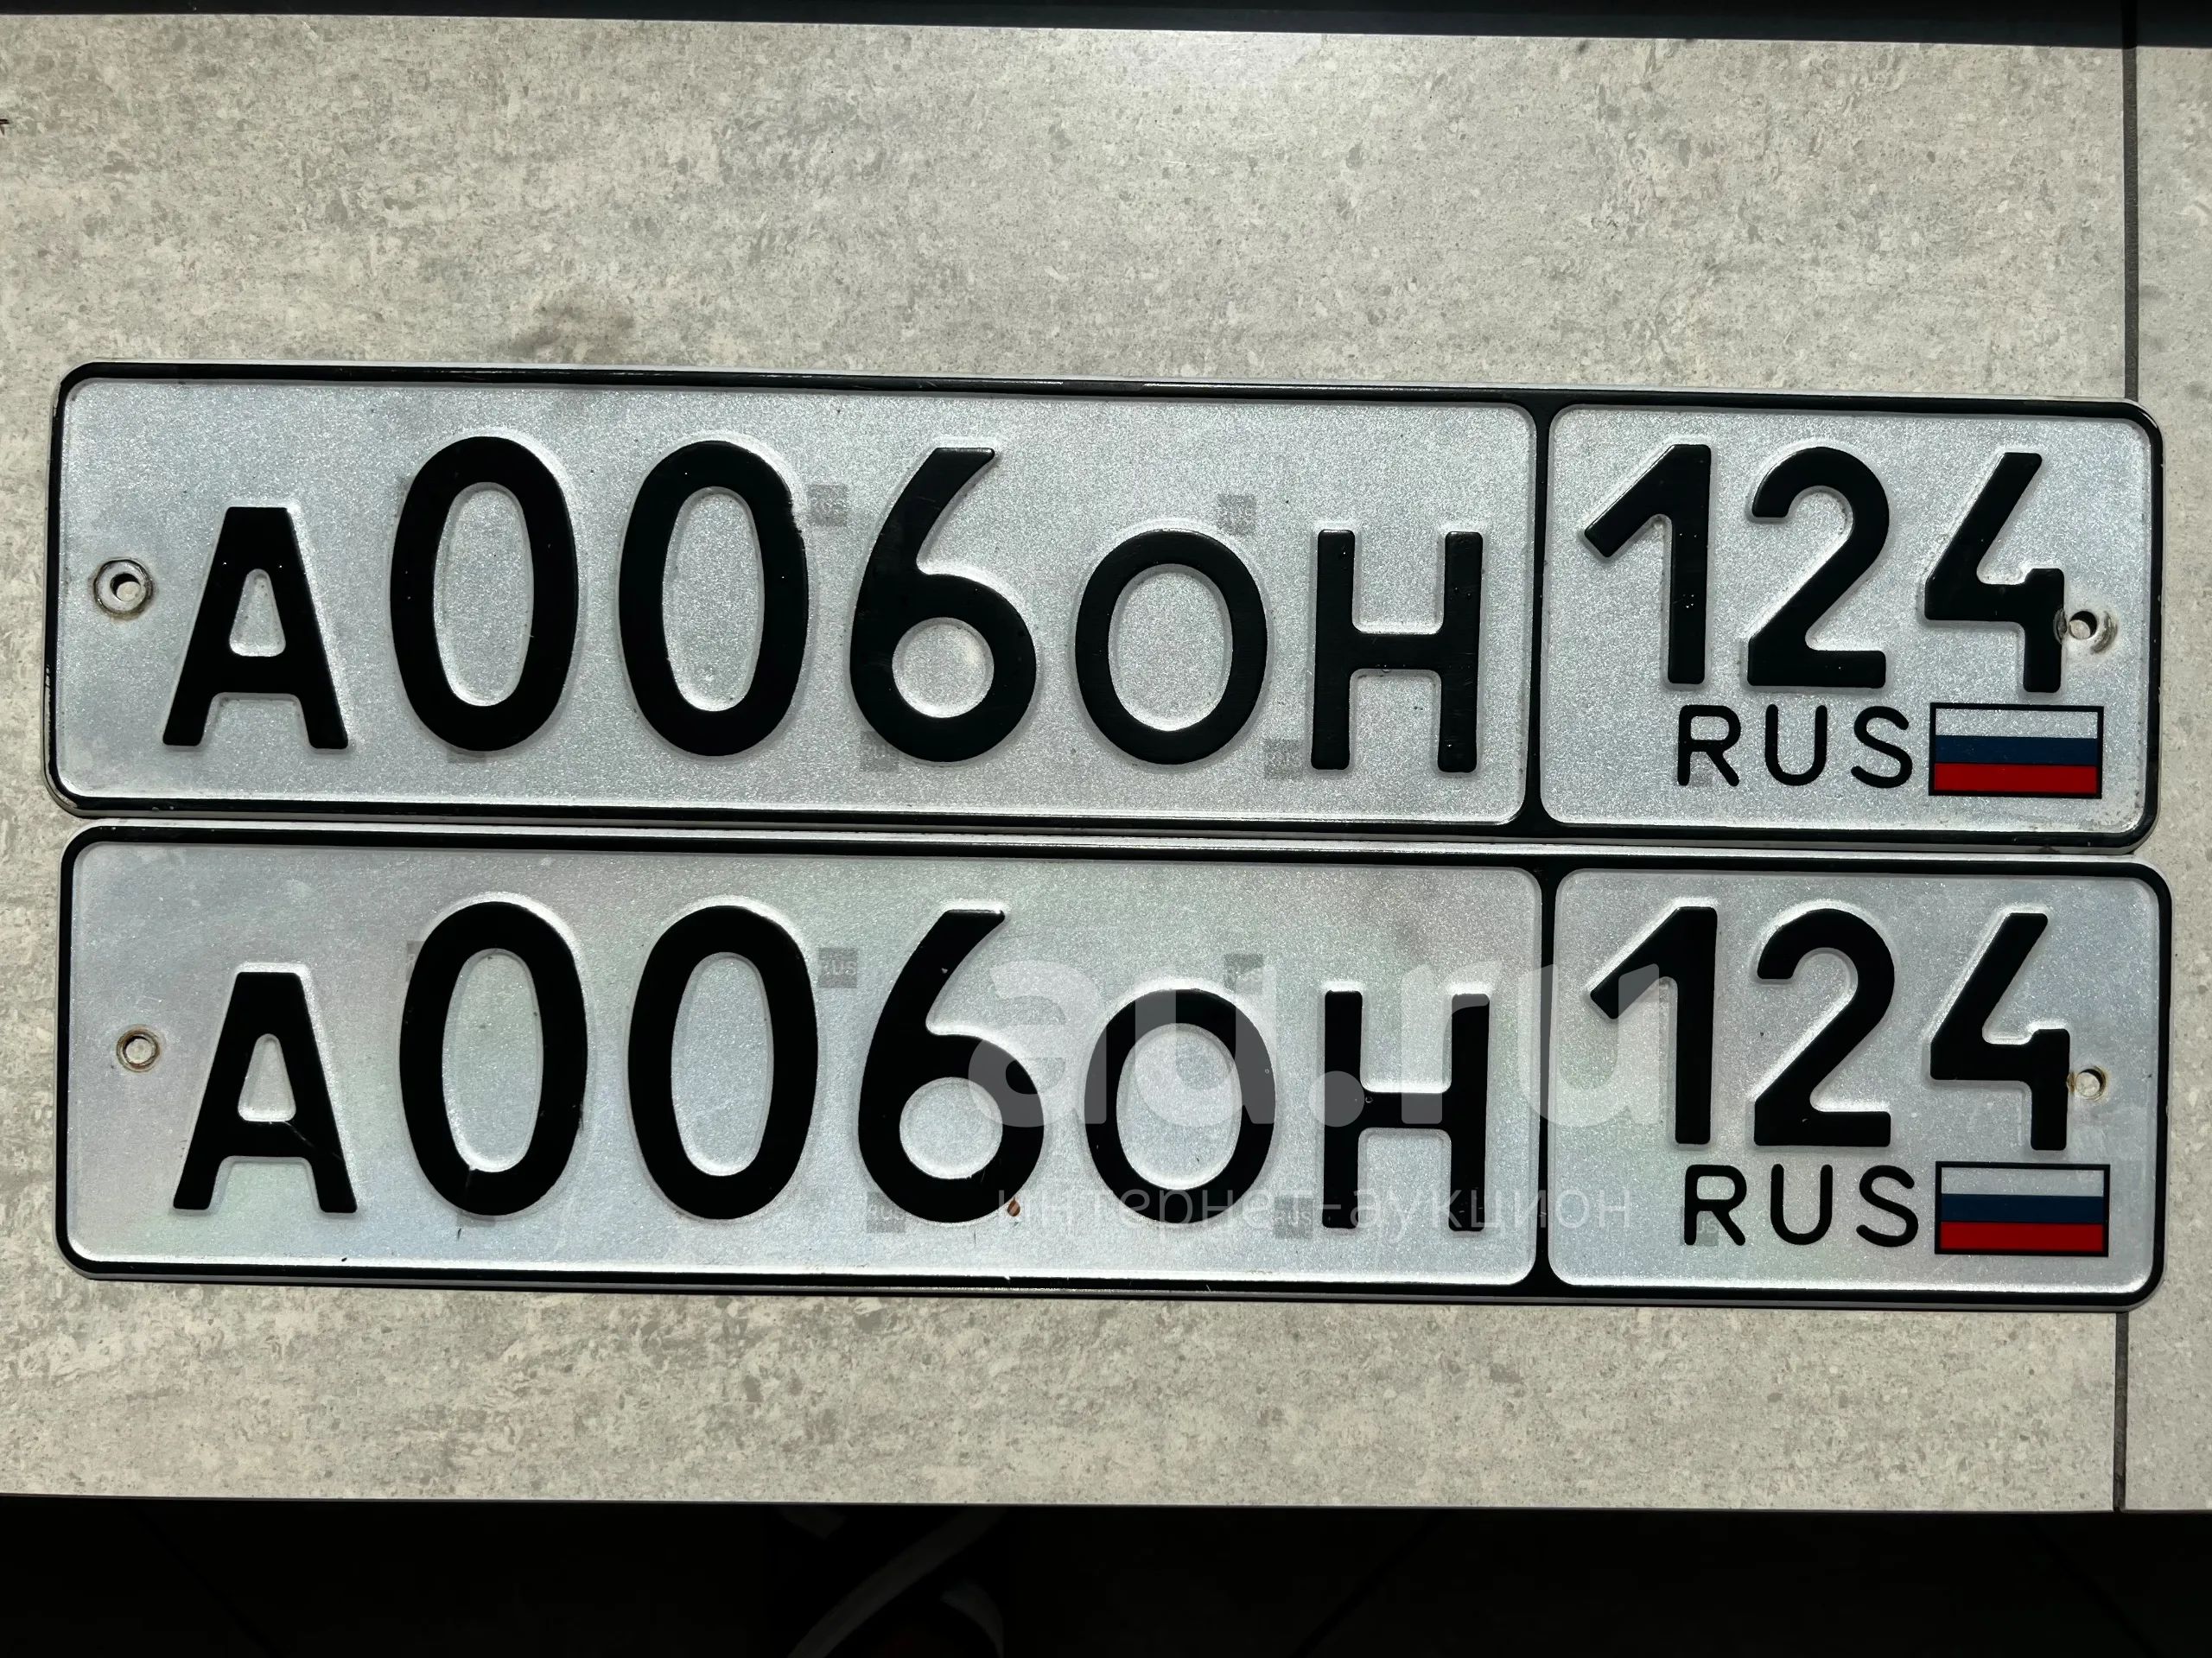 А006ОН 124
RUS
А006ОН 124
RUS
au.ru
интернет-аукцион